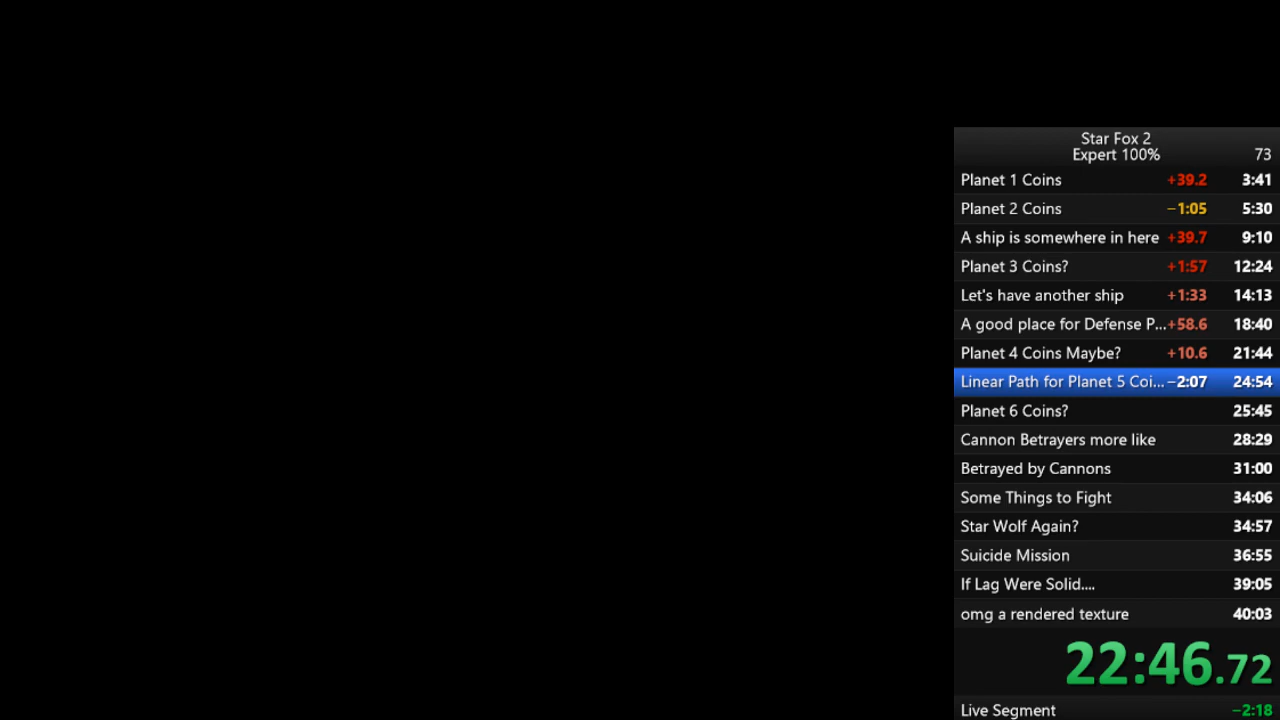 Star Fox 2
Expert 100% 73
Planet 1 Coins +39.2 3:41
Planet 2 Coins −1:05 5:30
A ship is somewhere in here +39.7 9:10
Planet 3 Coins? +1:57 12:24
Let's have another ship +1:33 14:13
A good place for Defense P... +58.6 18:40
Planet 4 Coins Maybe? +10.6 21:44
Linear Path for Planet 5 Coi... −2:07 24:54
Planet 6 Coins? 25:45
Cannon Betrayers more like 28:29
Betrayed by Cannons 31:00
Some Things to Fight 34:06
Star Wolf Again? 34:57
Suicide Mission 36:55
If Lag Were Solid.... 39:05
omg a rendered texture 40:03
22:46.72
Live Segment −2:18